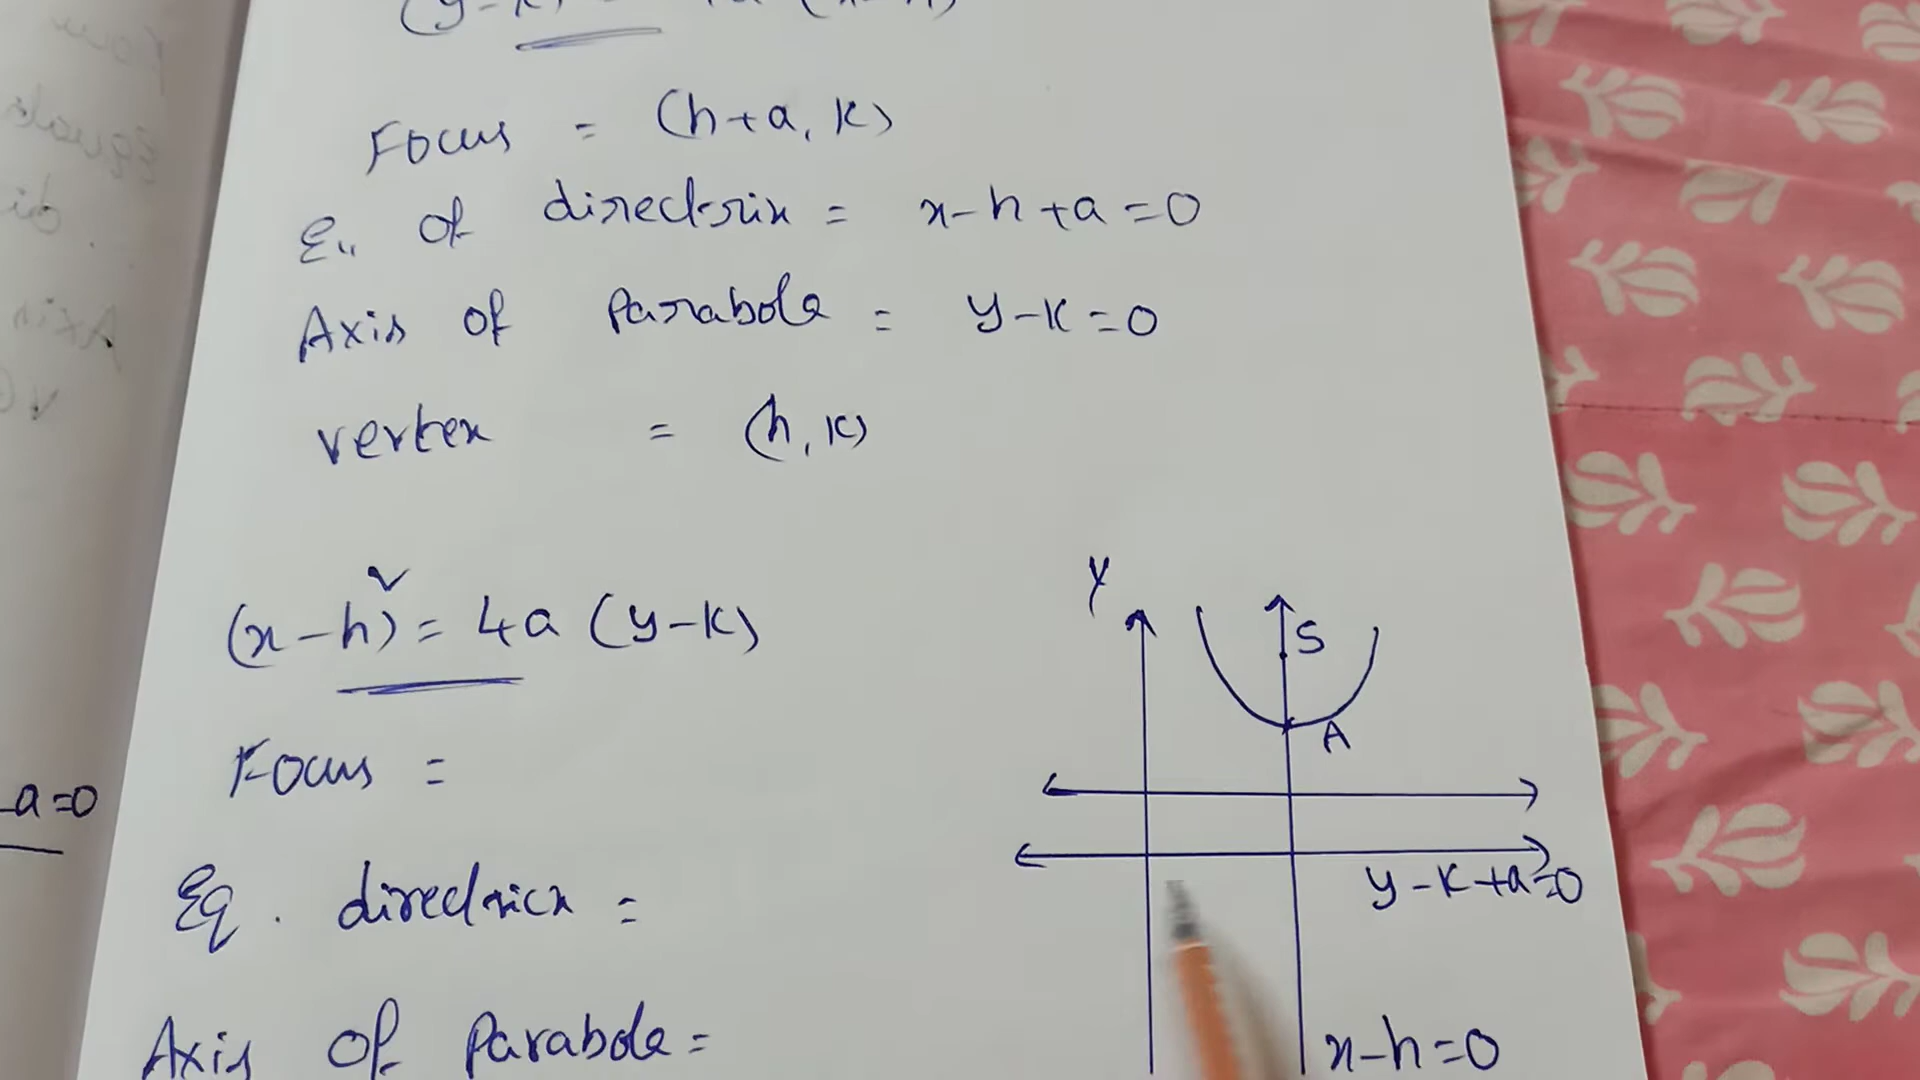 Focus = (h+a, k)
of directrix = x-h+a=0
Axis of Parabola = y-k=0
vertex = (h, k)
(x-h)² = 4a (y-k)
Y
S
A
Focus =
-a=0
Eq. directrix =
y-k+a=0
Axis of Parabola =
x-h=0